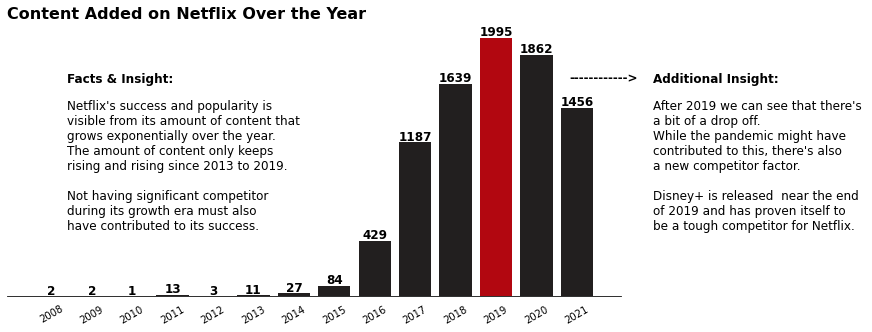 Content Added on Netflix Over the Year
Facts & Insight:
Netflix's success and popularity is
visible from its amount of content that
grows exponentially over the year.
The amount of content only keeps
rising and rising since 2013 to 2019.
Not having significant competitor
during its growth era must also
have contributed to its success.
2 2 1 13 3 11 27 84 429 1187 1639 1995 1862 1456
------------>
Additional Insight:
After 2019 we can see that there's
a bit of a drop off.
While the pandemic might have
contributed to this, there's also
a new competitor factor.
Disney+ is released  near the end
of 2019 and has proven itself to
be a tough competitor for Netflix.
2008 2009 2010 2011 2012 2013 2014 2015 2016 2017 2018 2019 2020 2021